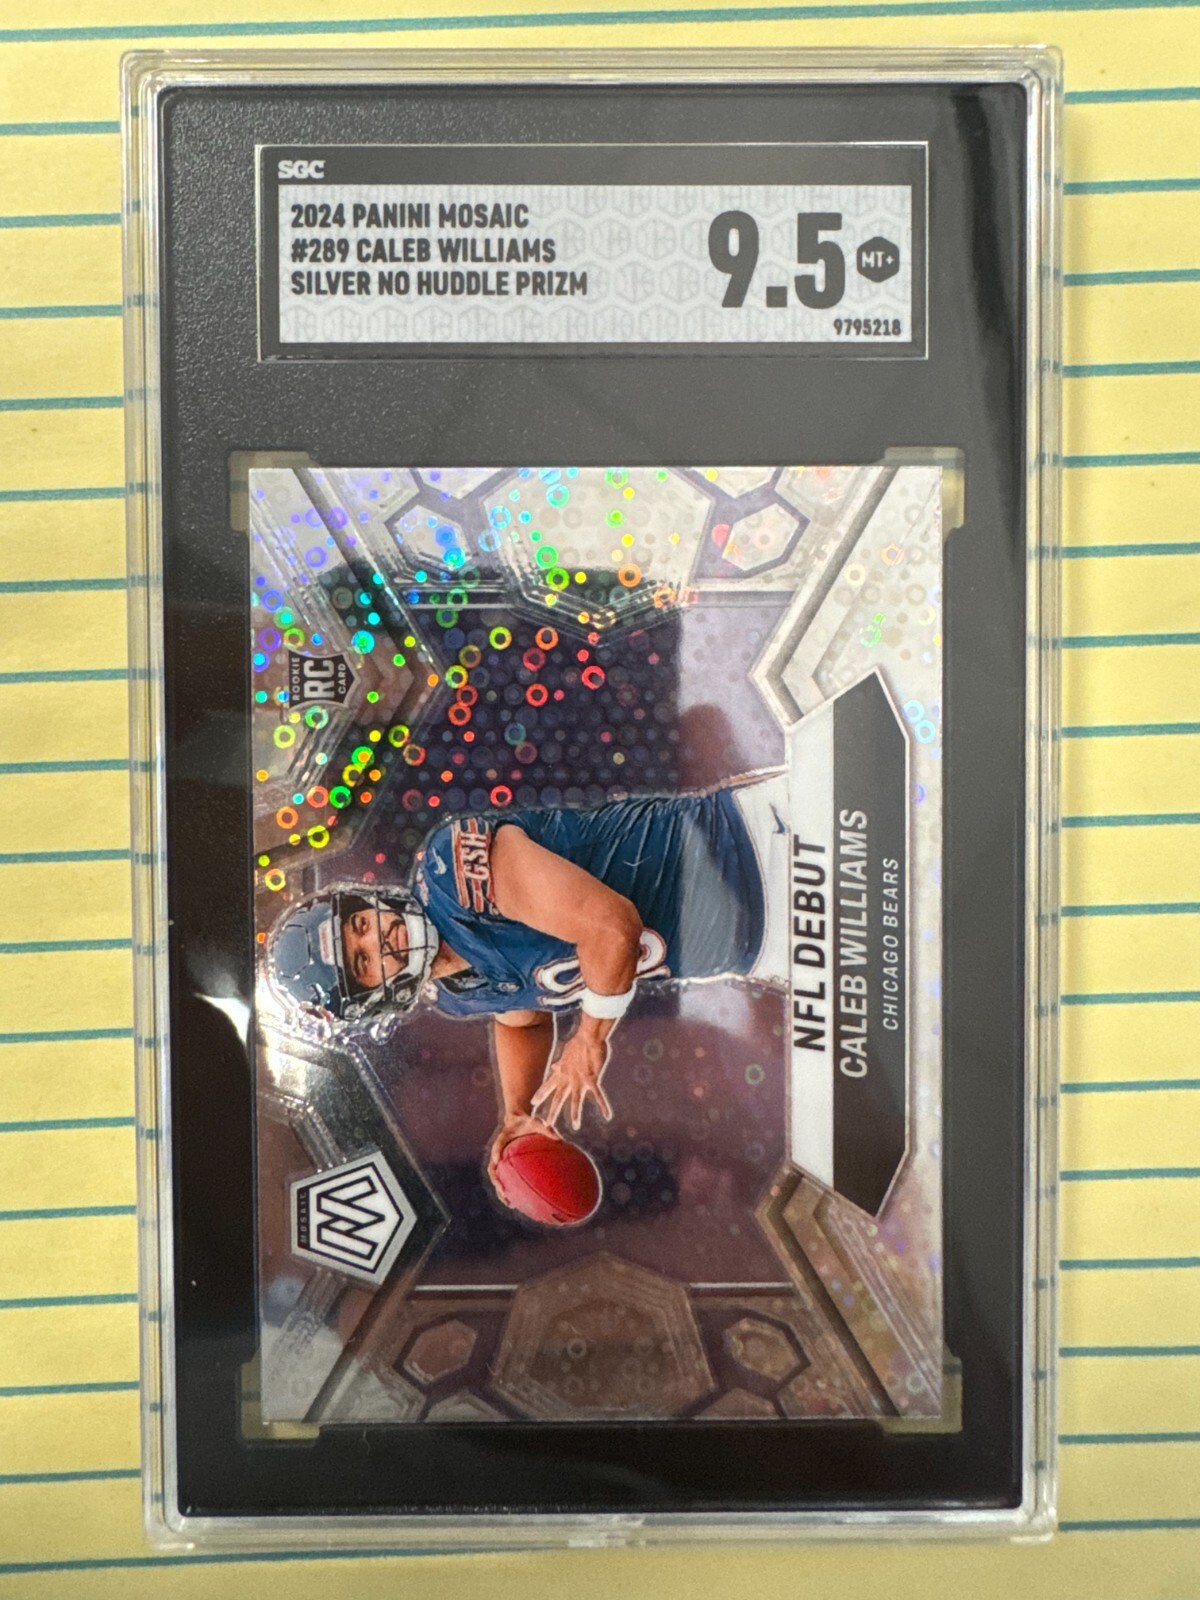 SGC
2024 PANINI MOSAIC
#289 CALEB WILLIAMS
SILVER NO HUDDLE PRIZM
9.5
MT+
9795218
ROOKIE
RC
CARD
GSH
MOSAIC
NFL DEBUT
CALEB WILLIAMS
CHICAGO BEARS